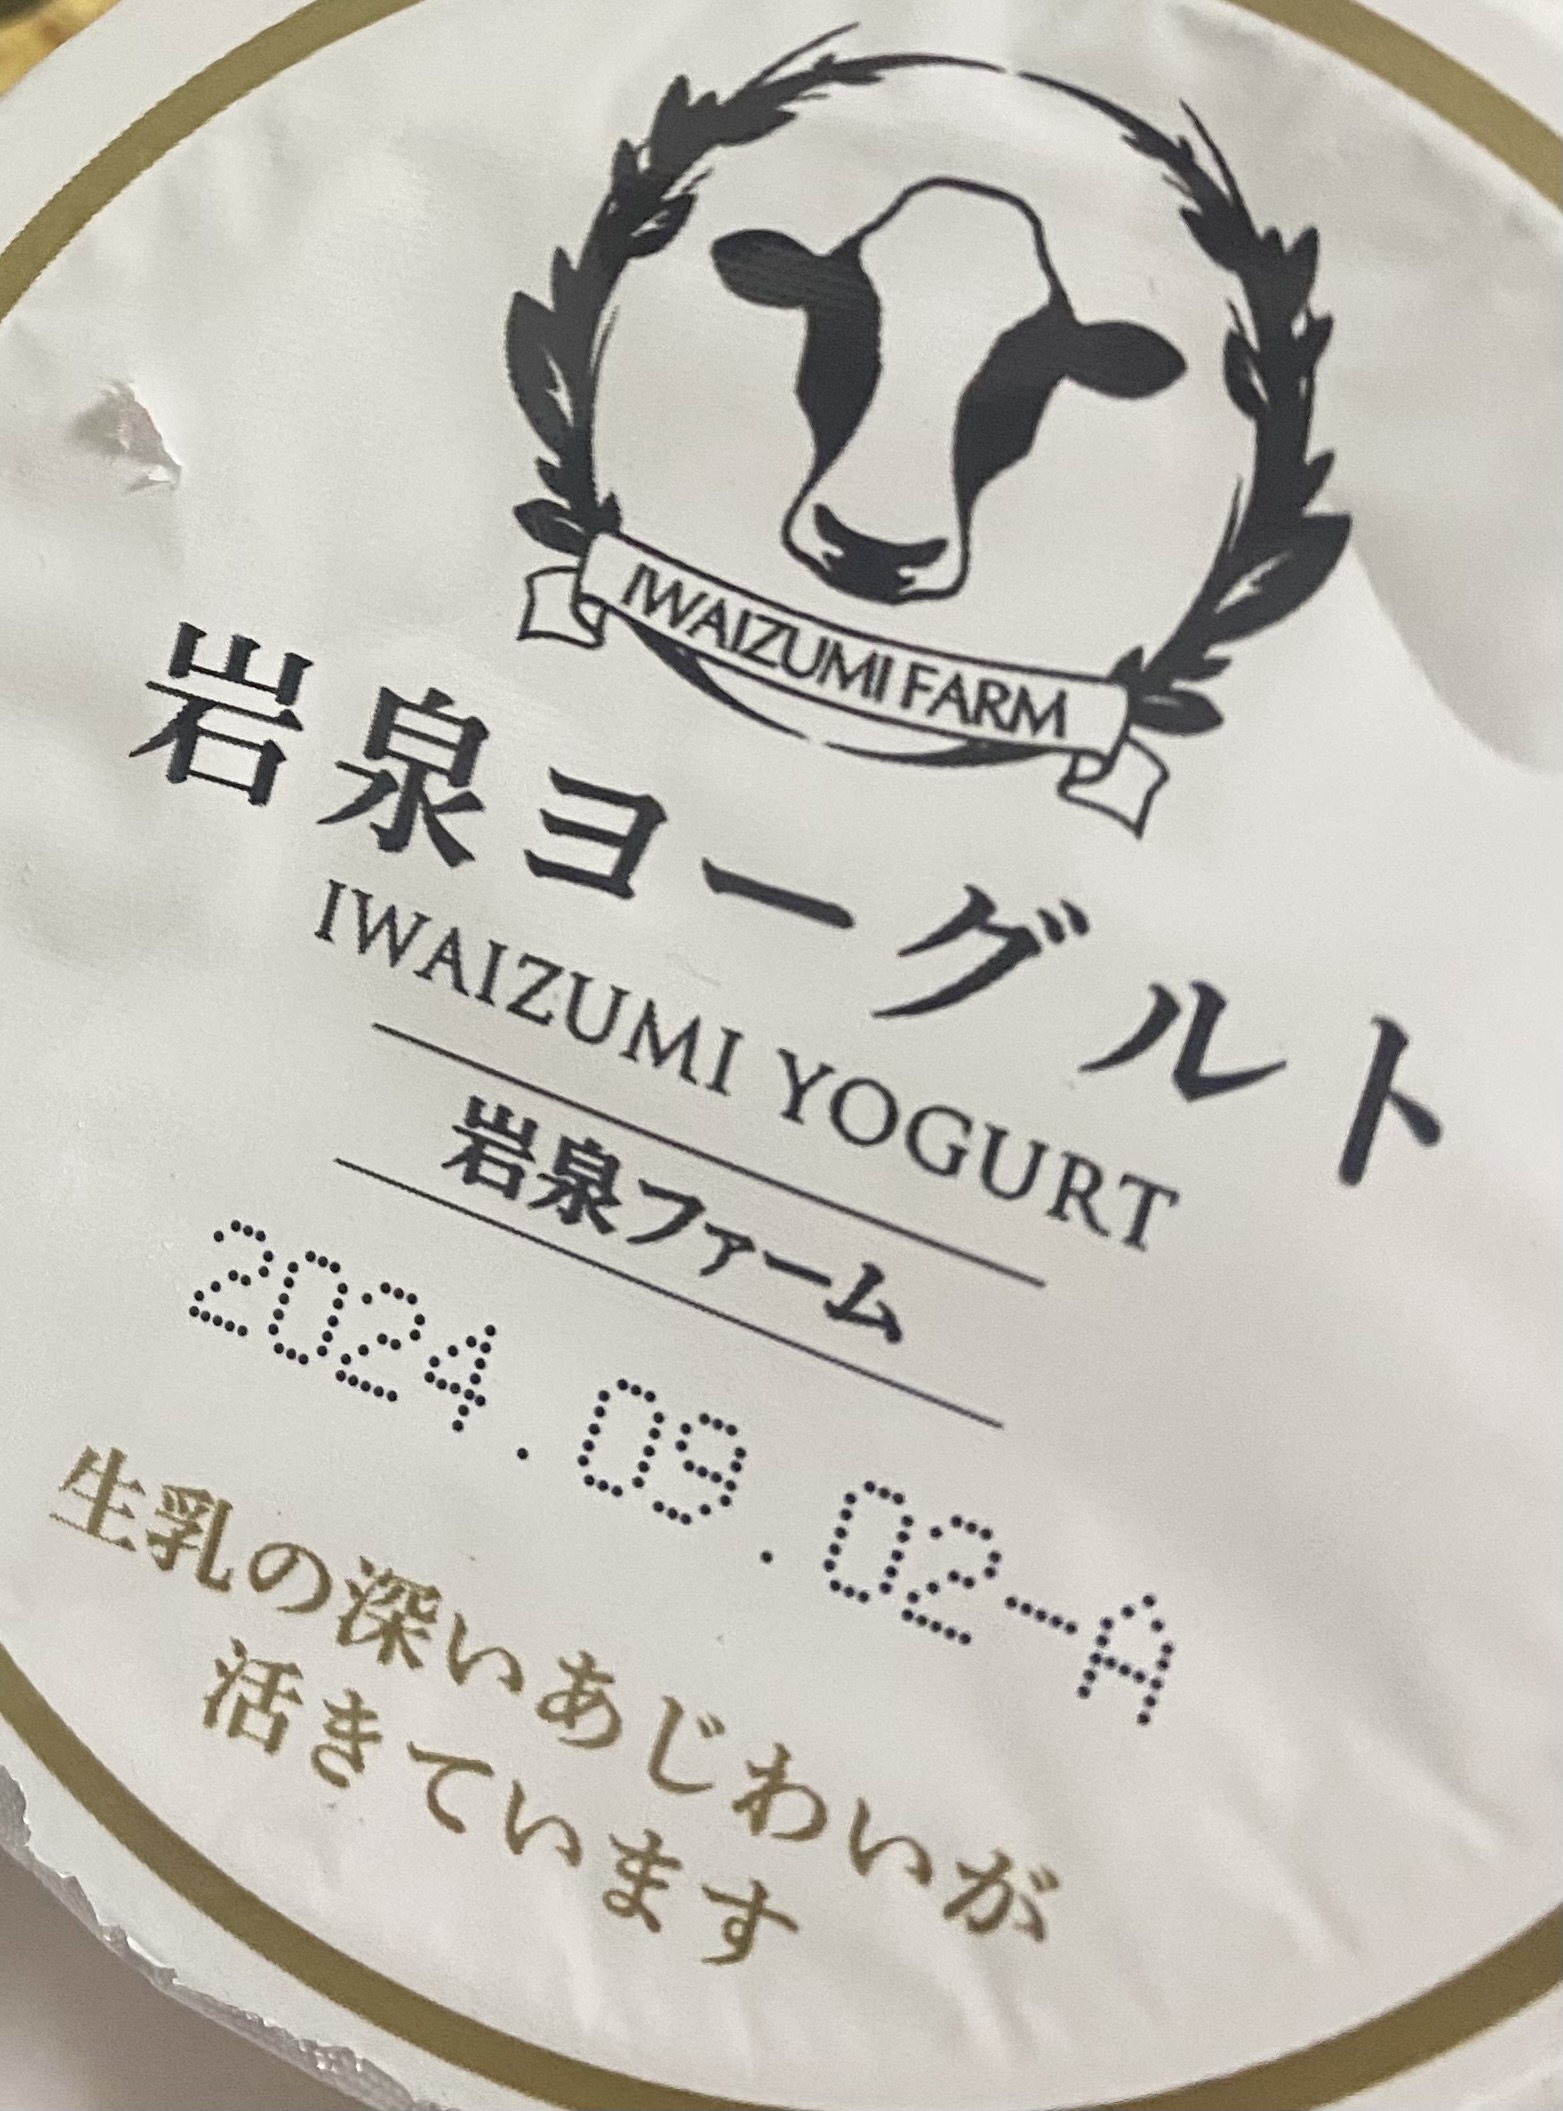 IWAIZUMI FARM
岩泉ヨーグルト
IWAIZUMI YOGURT
岩泉ファーム
2024.09.02-A
生乳の深いあじわいが
活きています